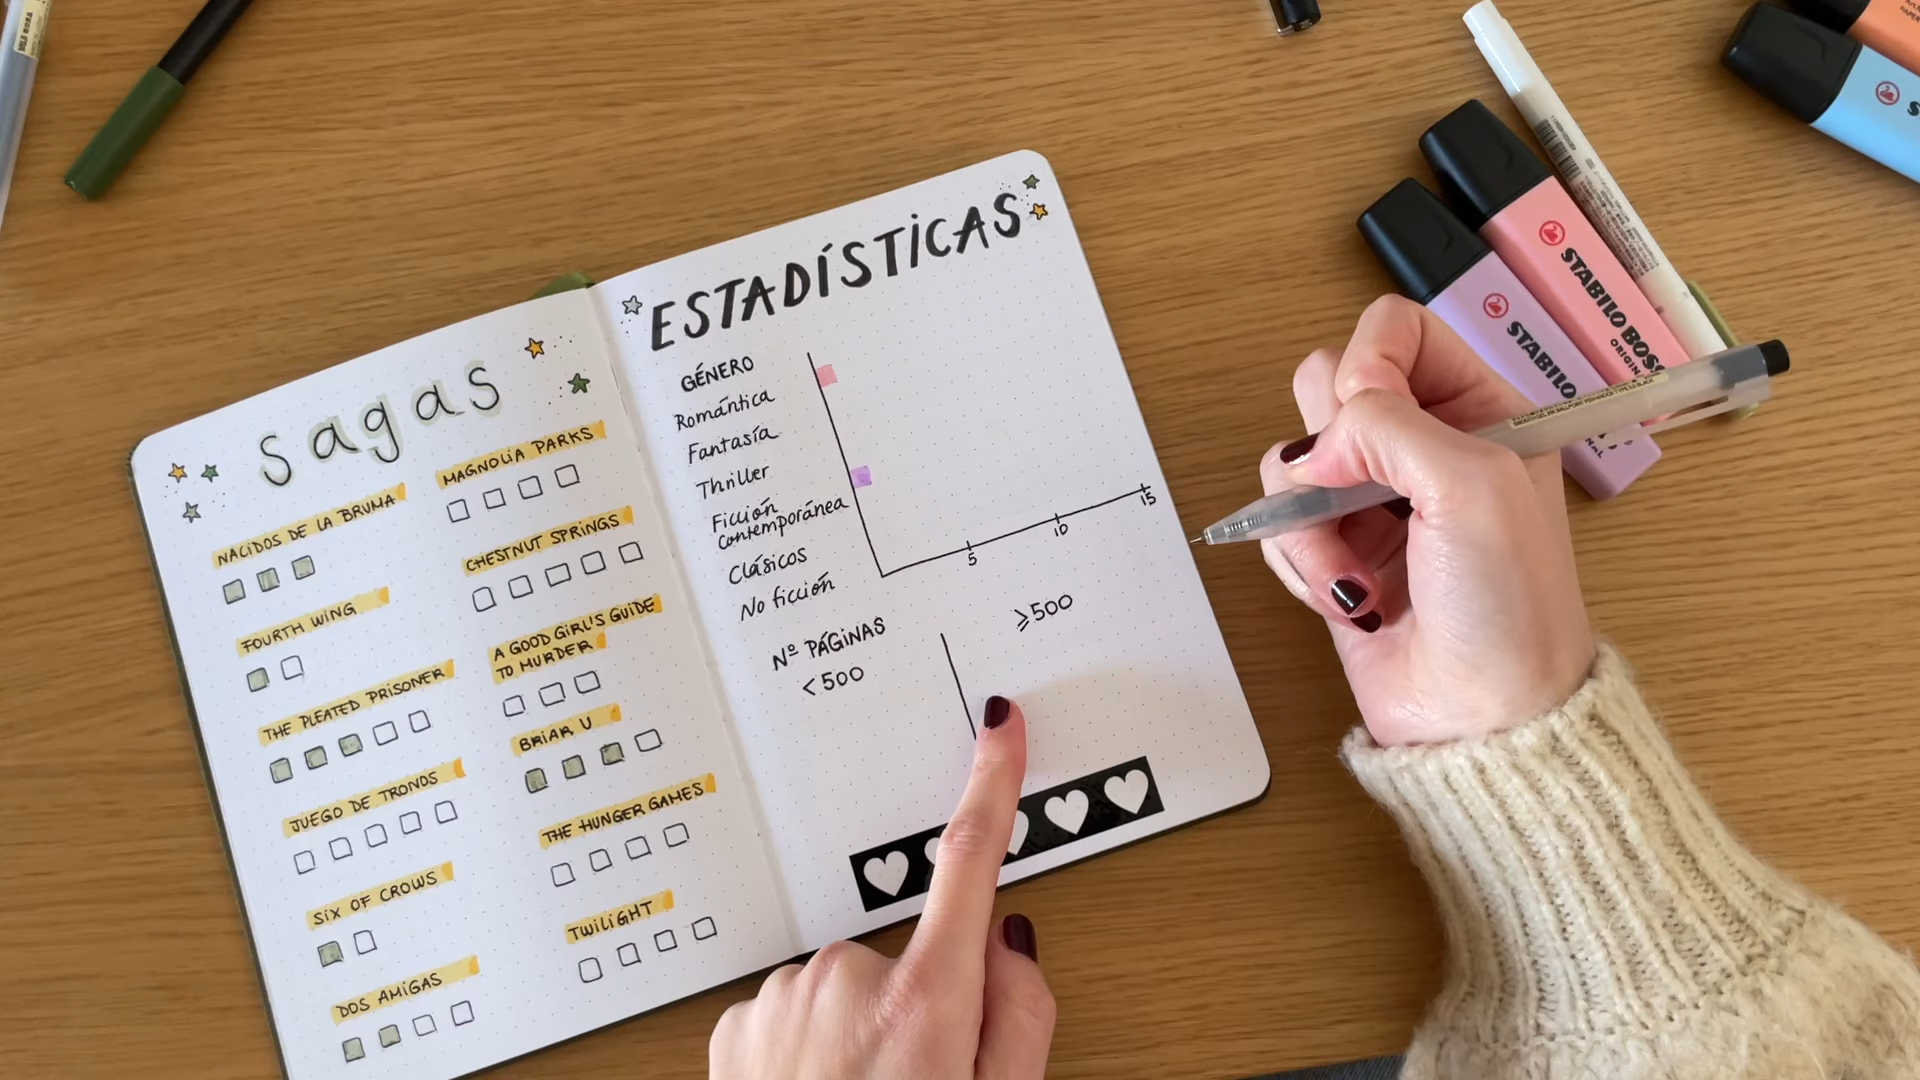 sagas
NACIDOS DE LA BRUMA
FOURTH WING
THE PLEATED PRISONER
JUEGO DE TRONOS
SIX OF CROWS
DOS AMIGAS
MAGNOLIA PARKS
CHESTNUT SPRINGS
A GOOD GIRL'S GUIDE
TO MURDER
BRIAR U
THE HUNGER GAMES
TWILIGHT
ESTADÍSTICAS
GÉNERO
Romántica
Fantasía
Thriller
Ficción
Contemporánea
Clásicos
No ficción
5
10
15
Nº PÁGINAS
<500
⩾500
STABILO BOSS
ORIGIN
STABILO